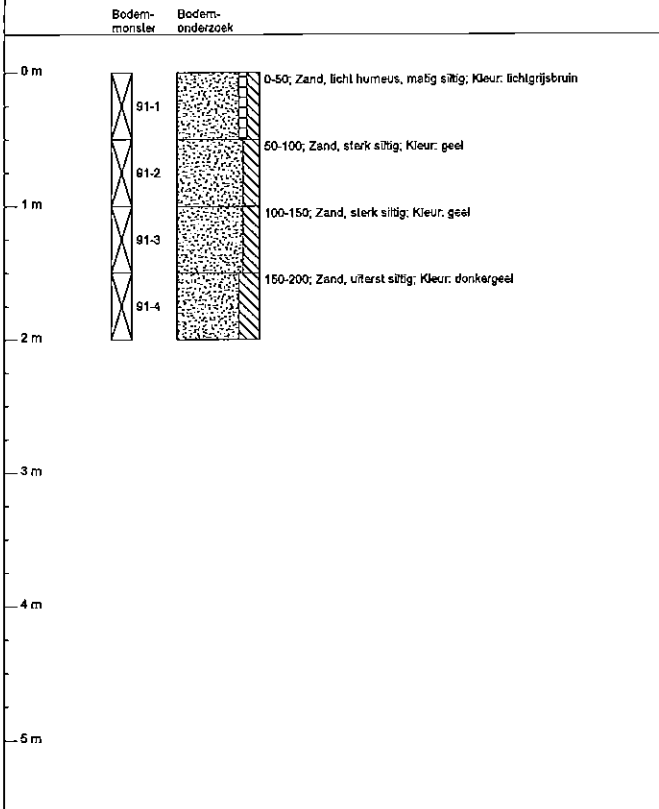 Bodem- Bodem-
monster onderzoek
0 m
0-50; Zand, licht humeus, matig siltig; Kleur: lichtgrijsbruin
91-1
50-100; Zand, sterk siltig; Kleur: geel
91-2
1 m
100-150; Zand, sterk siltig; Kleur: geel
91-3
150-200; Zand, uiterst siltig; Kleur: donkergeel
91-4
2 m
3 m
4 m
5 m